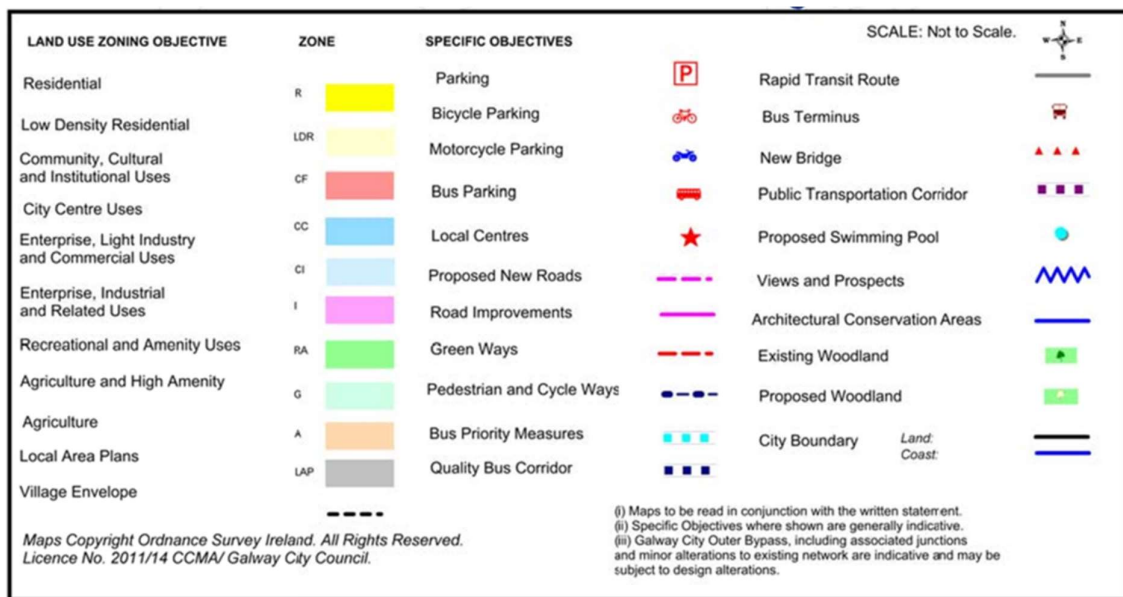 LAND USE ZONING OBJECTIVE
ZONE
Residential
R
Low Density Residential
LDR
Community, Cultural
and Institutional Uses
CF
City Centre Uses
CC
Enterprise, Light Industry
and Commercial Uses
CI
Enterprise, Industrial
and Related Uses
I
Recreational and Amenity Uses
RA
Agriculture and High Amenity
G
Agriculture
A
Local Area Plans
LAP
Village Envelope
Maps Copyright Ordnance Survey Ireland. All Rights Reserved.
Licence No. 2011/14 CCMA/ Galway City Council.
SPECIFIC OBJECTIVES
Parking
P
Bicycle Parking
Motorcycle Parking
Bus Parking
Local Centres
Proposed New Roads
Road Improvements
Green Ways
Pedestrian and Cycle Ways
Bus Priority Measures
Quality Bus Corridor
SCALE: Not to Scale.
N
W E
S
Rapid Transit Route
Bus Terminus
New Bridge
Public Transportation Corridor
Proposed Swimming Pool
Views and Prospects
Architectural Conservation Areas
Existing Woodland
Proposed Woodland
City Boundary Land:
Coast:
(i) Maps to be read in conjunction with the written statement.
(ii) Specific Objectives where shown are generally indicative.
(iii) Galway City Outer Bypass, including associated junctions
and minor alterations to existing network are indicative and may be
subject to design alterations.